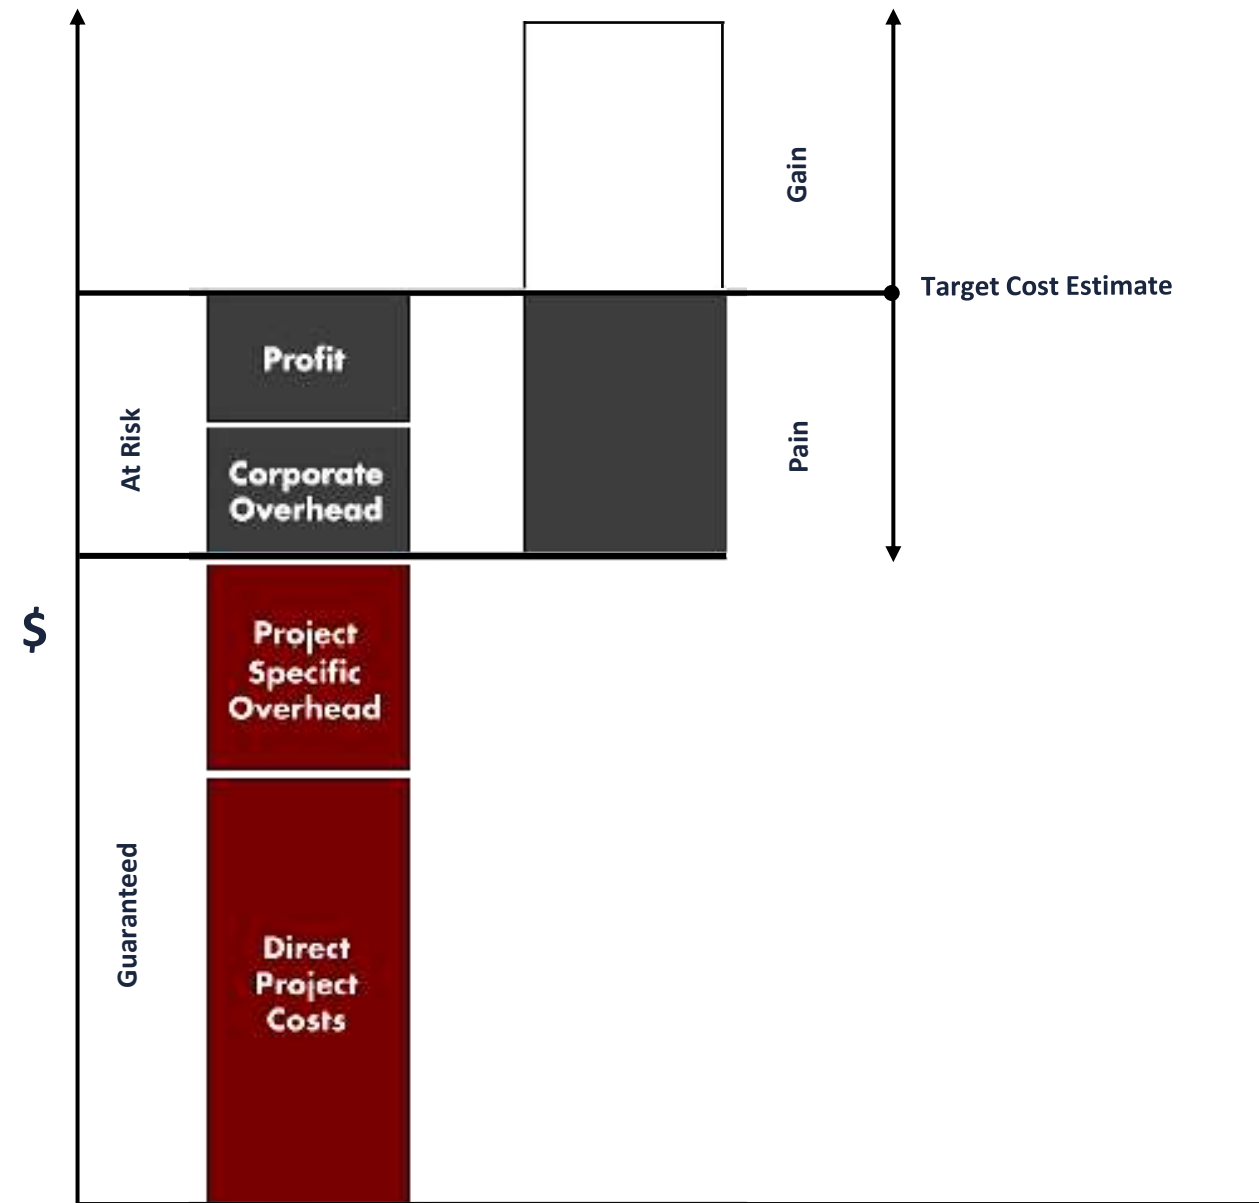 Gain
Target Cost Estimate
Profit
At Risk
Corporate
Overhead
Pain
$
Project
Specific
Overhead
Guaranteed
Direct
Project
Costs